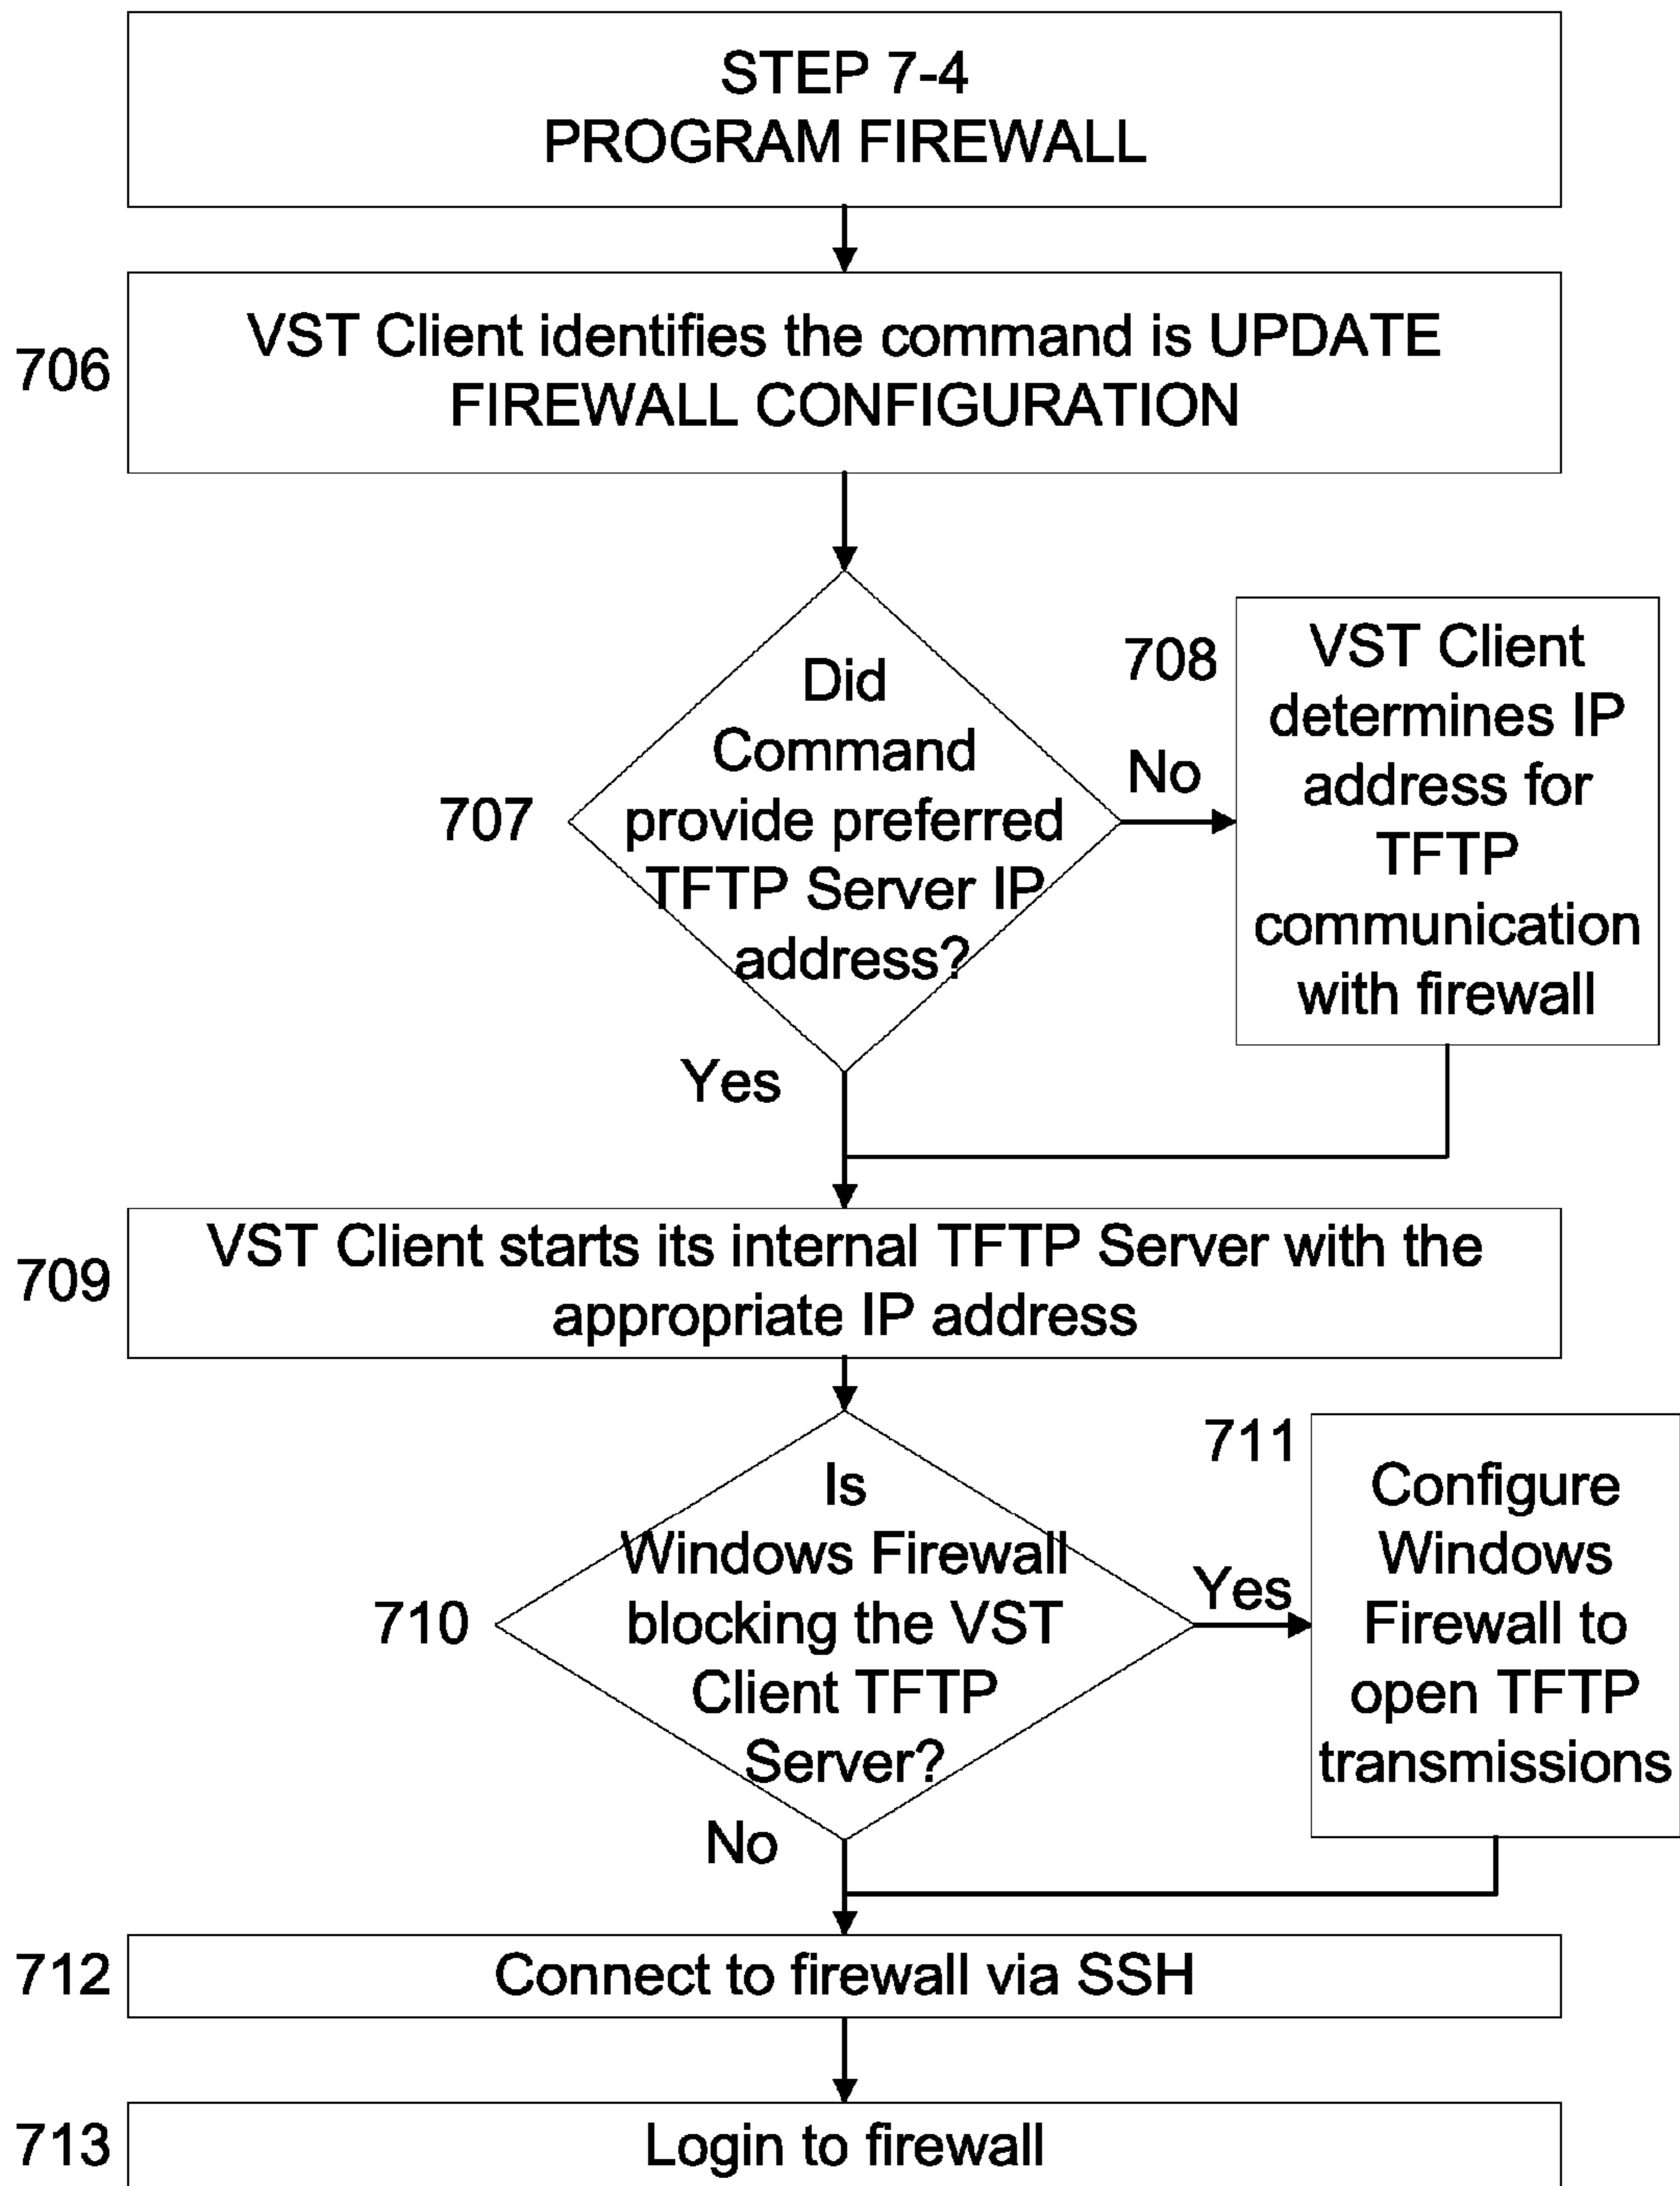 STEP 7-4
PROGRAM FIREWALL
706
VST Client identifies the command is UPDATE
FIREWALL CONFIGURATION
707
Did
Command
provide preferred
TFTP Server IP
address?
No
708
VST Client
determines IP
address for
TFTP
communication
with firewall
Yes
709
VST Client starts its internal TFTP Server with the
appropriate IP address
710
Is
Windows Firewall
blocking the VST
Client TFTP
Server?
Yes
711
Configure
Windows
Firewall to
open TFTP
transmissions
No
712
Connect to firewall via SSH
713
Login to firewall